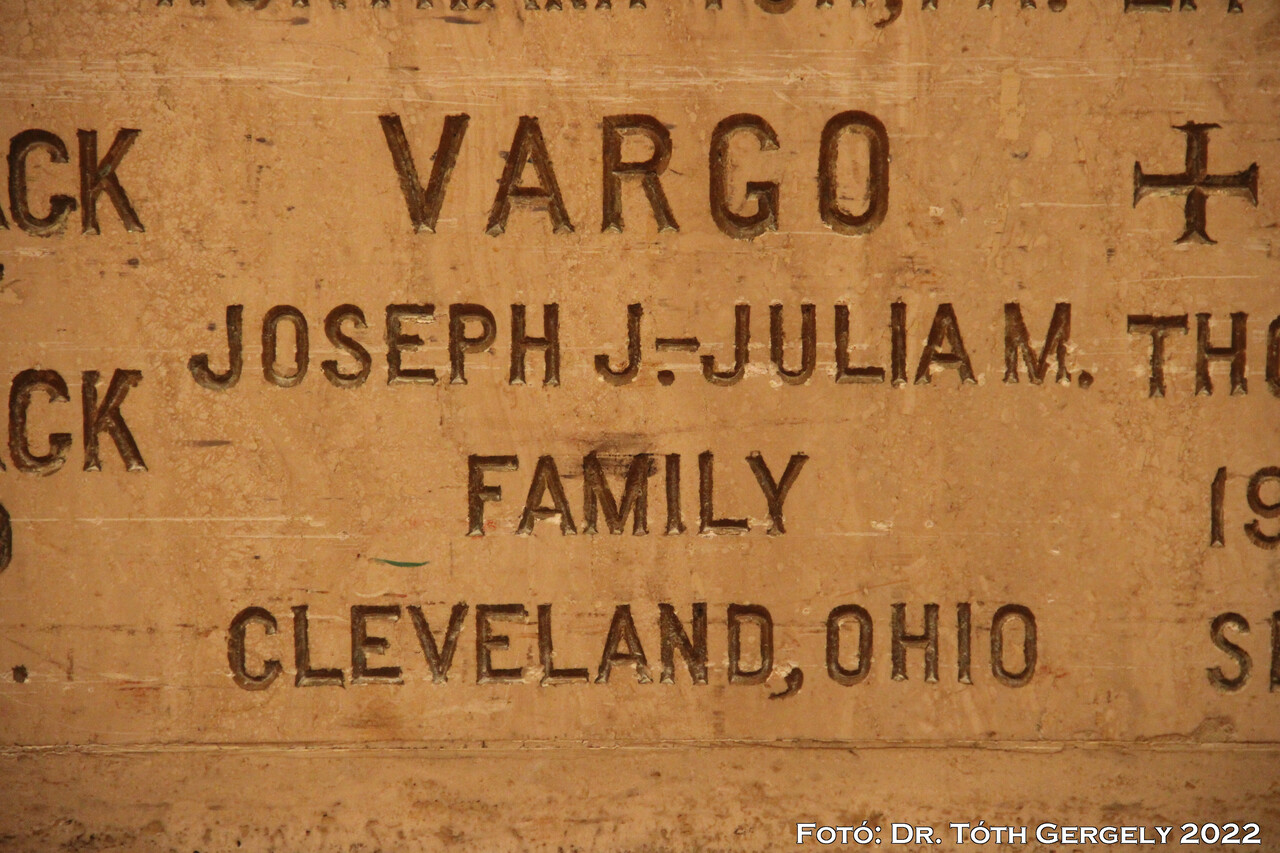 VARGO
JOSEPH J.-JULIA M.
FAMILY
CLEVELAND, OHIO
Fotó: Dr. Tóth Gergely 2022